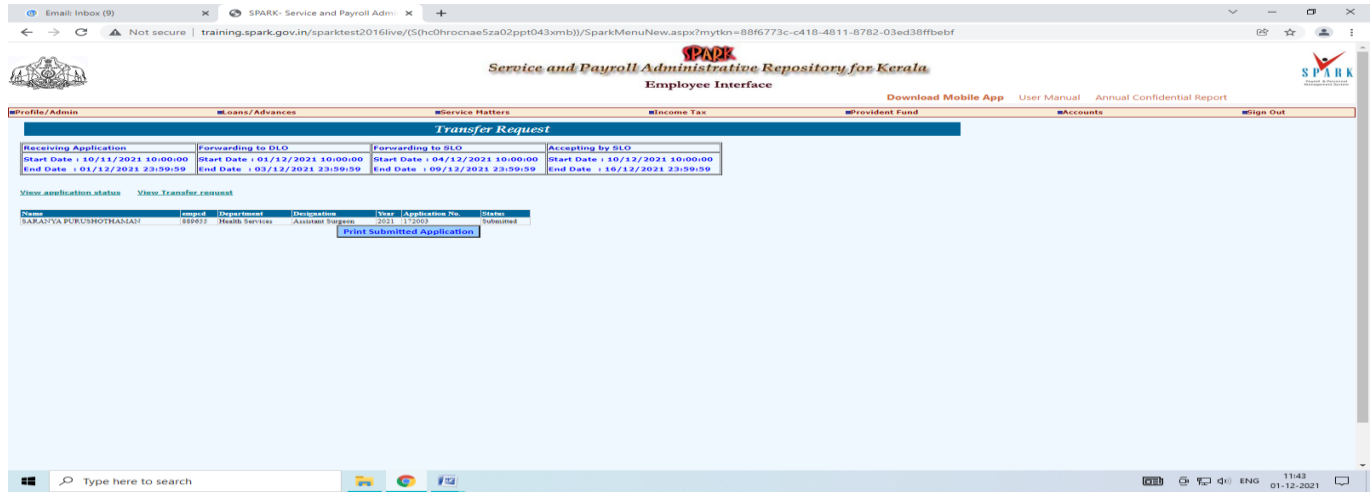 Email: Inbox (9)
SPARK- Service and Payroll Admi
Not secure | training.spark.gov.in/sparktest2016live/(S(hc0hrocnae5za02ppt043xmb))/SparkMenuNew.aspx?mytkn=88f6773c-c418-4811-8782-03ed38ffbebf
SPARK
Service and Payroll Administrative Repository for Kerala
Employee Interface
SPARK
Download Mobile App User Manual Annual Confidential Report
Profile/Admin Loans/Advances Service Matters Income Tax Provident Fund Accounts Sign Out
Transfer Request
Receiving Application Forwarding to DLO Forwarding to SLO Accepting by SLO
Start Date : 10/11/2021 10:00:00 Start Date : 01/12/2021 10:00:00 Start Date : 04/12/2021 10:00:00 Start Date : 10/12/2021 10:00:00
End Date : 01/12/2021 23:59:59 End Date : 03/12/2021 23:59:59 End Date : 09/12/2021 23:59:59 End Date : 16/12/2021 23:59:59
View application status View Transfer request
Name empcd Department Designation Year Application No. Status
SARANYA PURUSHOTHAMAN 889633 Health Services Assistant Surgeon 2021 172003 Submitted
Print Submitted Application
Type here to search
ENG
11:43
01-12-2021